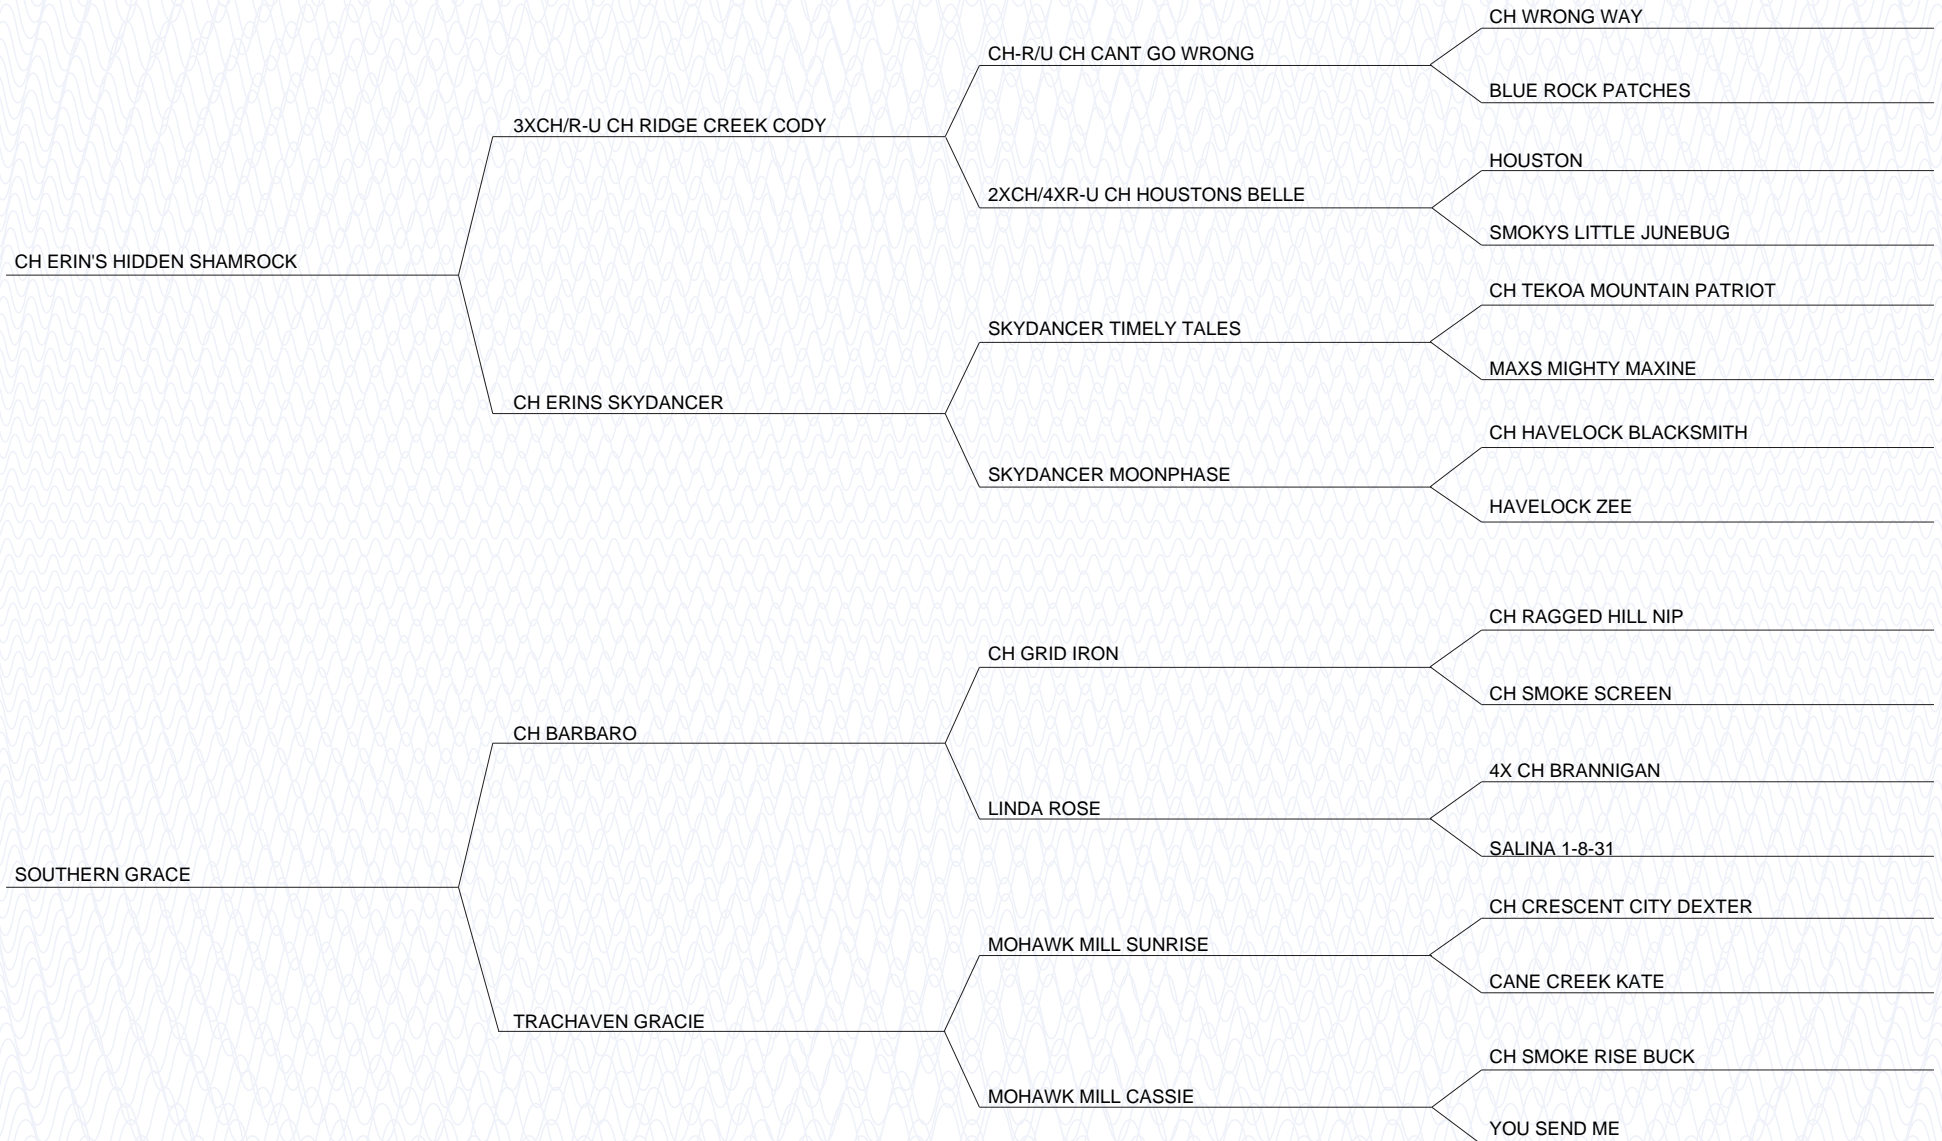 CH WRONG WAY
CH-R/U CH CANT GO WRONG
BLUE ROCK PATCHES
3XCH/R-U CH RIDGE CREEK CODY
HOUSTON
2XCH/4XR-U CH HOUSTONS BELLE
SMOKYS LITTLE JUNEBUG
CH ERIN'S HIDDEN SHAMROCK
CH TEKOA MOUNTAIN PATRIOT
SKYDANCER TIMELY TALES
MAXS MIGHTY MAXINE
CH ERINS SKYDANCER
CH HAVELOCK BLACKSMITH
SKYDANCER MOONPHASE
HAVELOCK ZEE
CH RAGGED HILL NIP
CH GRID IRON
CH SMOKE SCREEN
CH BARBARO
4X CH BRANNIGAN
LINDA ROSE
SALINA 1-8-31
SOUTHERN GRACE
CH CRESCENT CITY DEXTER
MOHAWK MILL SUNRISE
CANE CREEK KATE
TRACHAVEN GRACIE
CH SMOKE RISE BUCK
MOHAWK MILL CASSIE
YOU SEND ME